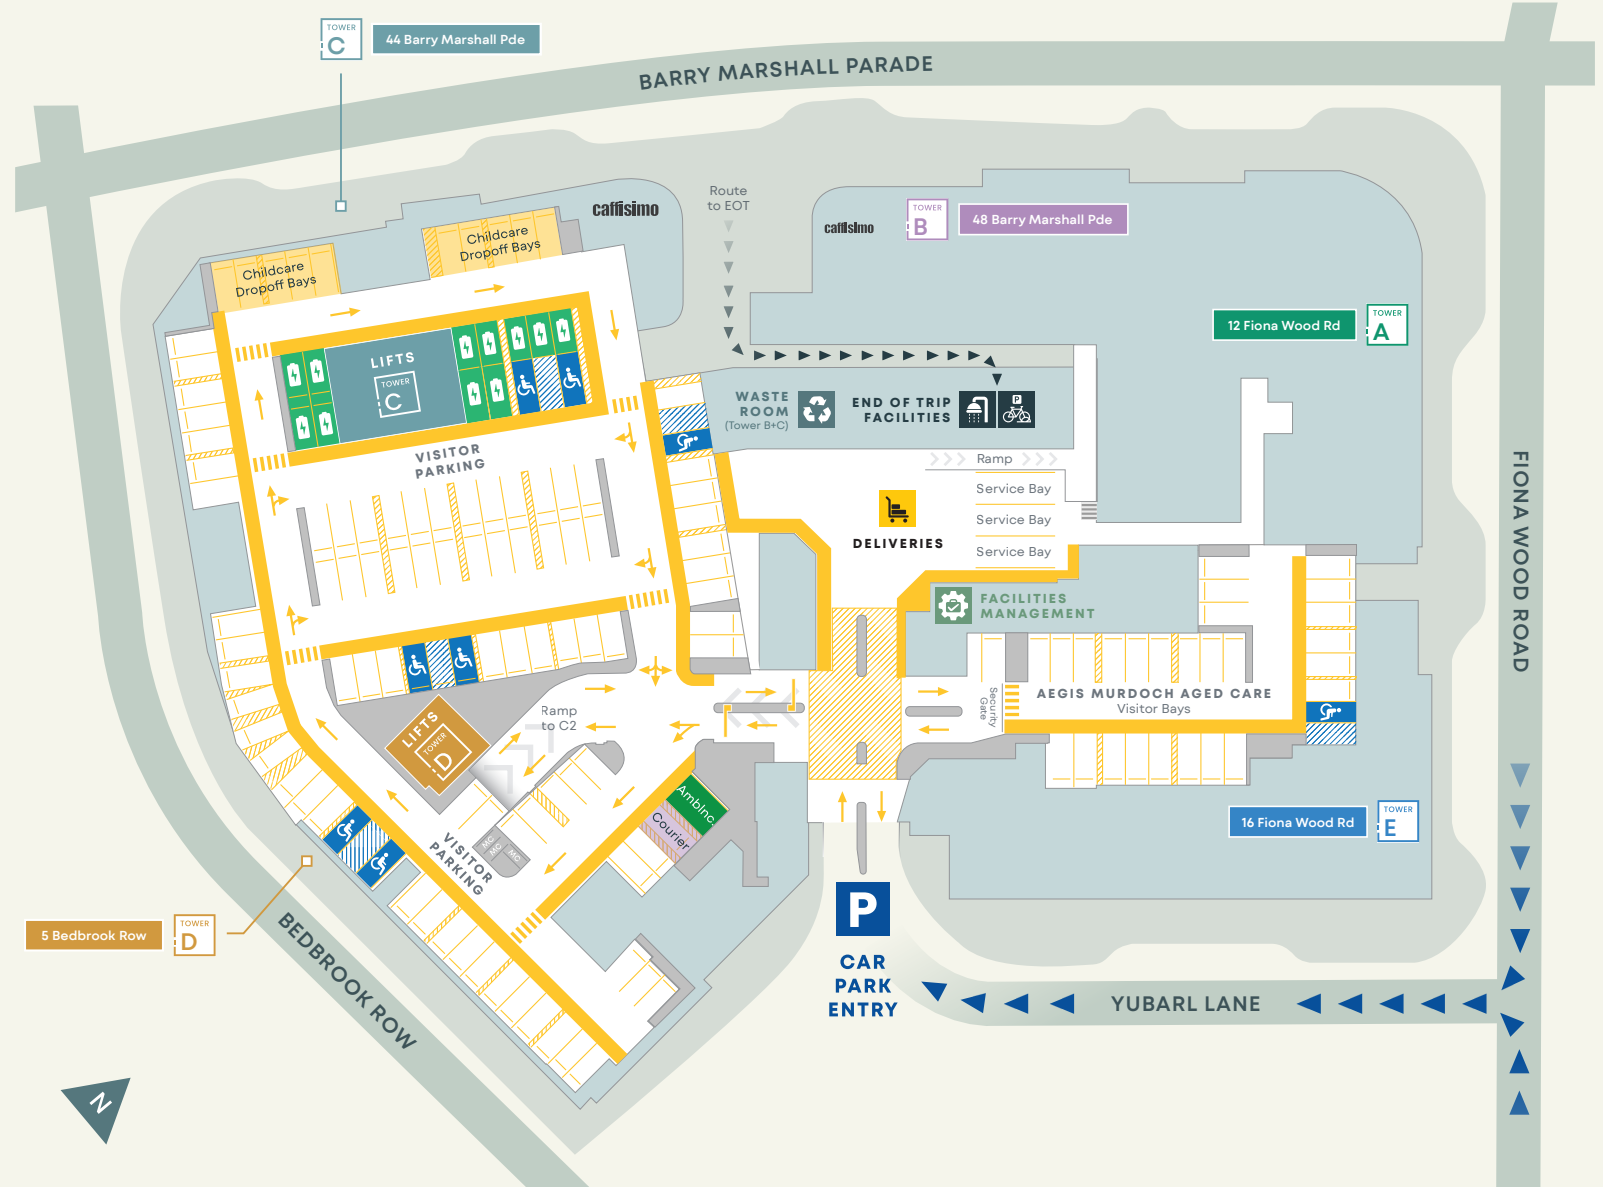 TOWER
C
44 Barry Marshall Pde
BARRY MARSHALL PARADE
Route
to EOT
caffisimo
caffisimo
TOWER
B
48 Barry Marshall Pde
Childcare
Dropoff Bays
Childcare
Dropoff Bays
12 Fiona Wood Rd
TOWER
A
LIFTS
TOWER
C
WASTE
ROOM
(Tower B+C)
END OF TRIP
FACILITIES
P
VISITOR
PARKING
Ramp
Service Bay
Service Bay
Service Bay
DELIVERIES
FIONA WOOD ROAD
FACILITIES
MANAGEMENT
AEGIS MURDOCH AGED CARE
Visitor Bays
Security
Gate
Ramp
to C2
LIFTS
TOWER
D
Amblnc.
Courier
MC
MC
MC
VISITOR
PARKING
16 Fiona Wood Rd
TOWER
E
5 Bedbrook Row
TOWER
D
BEDBROOK ROW
P
CAR
PARK
ENTRY
YUBARL LANE
N